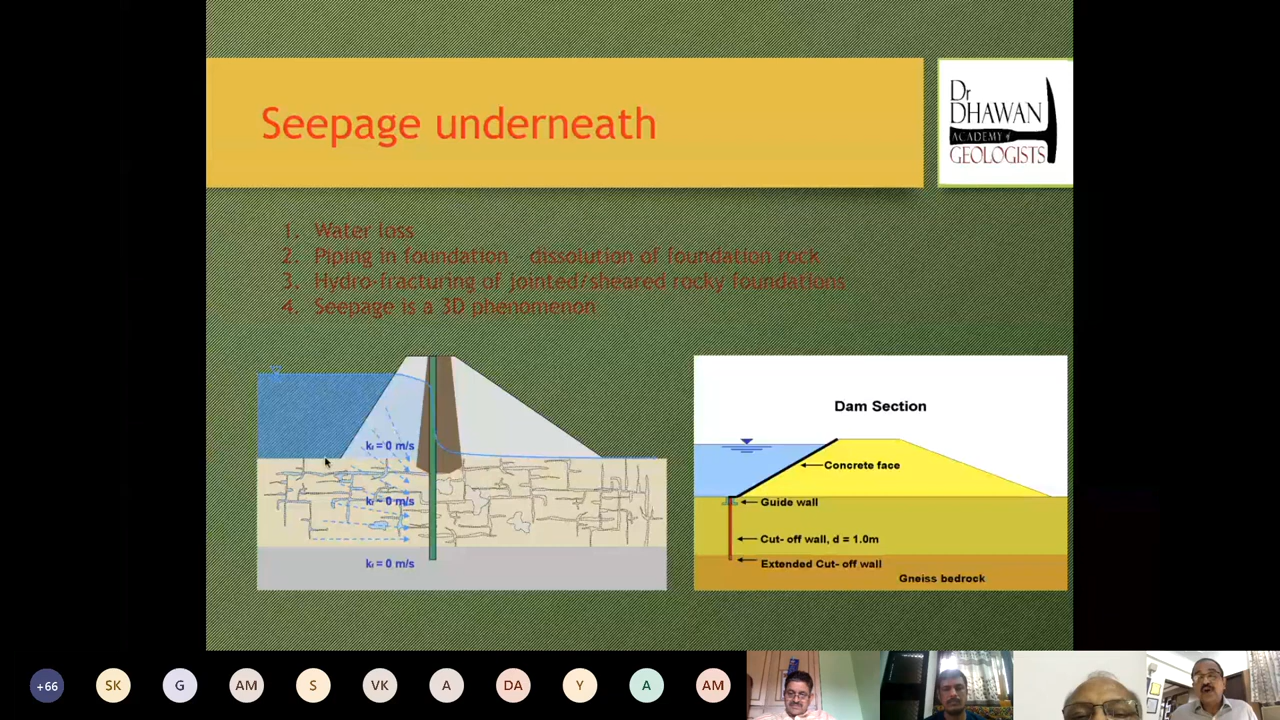 Seepage underneath
Dr
DHAWAN
ACADEMY of
GEOLOGISTS
1. Water loss
2. Piping in foundation – dissolution of foundation rock
3. Hydro-fracturing of jointed/sheared rocky foundations
4. Seepage is a 3D phenomenon
kf = 0 m/s
kf = 0 m/s
kf = 0 m/s
Dam Section
Concrete face
Guide wall
Cut- off wall, d = 1.0m
Extended Cut- off wall
Gneiss bedrock
+66
SK
G
AM
S
VK
A
DA
Y
A
AM